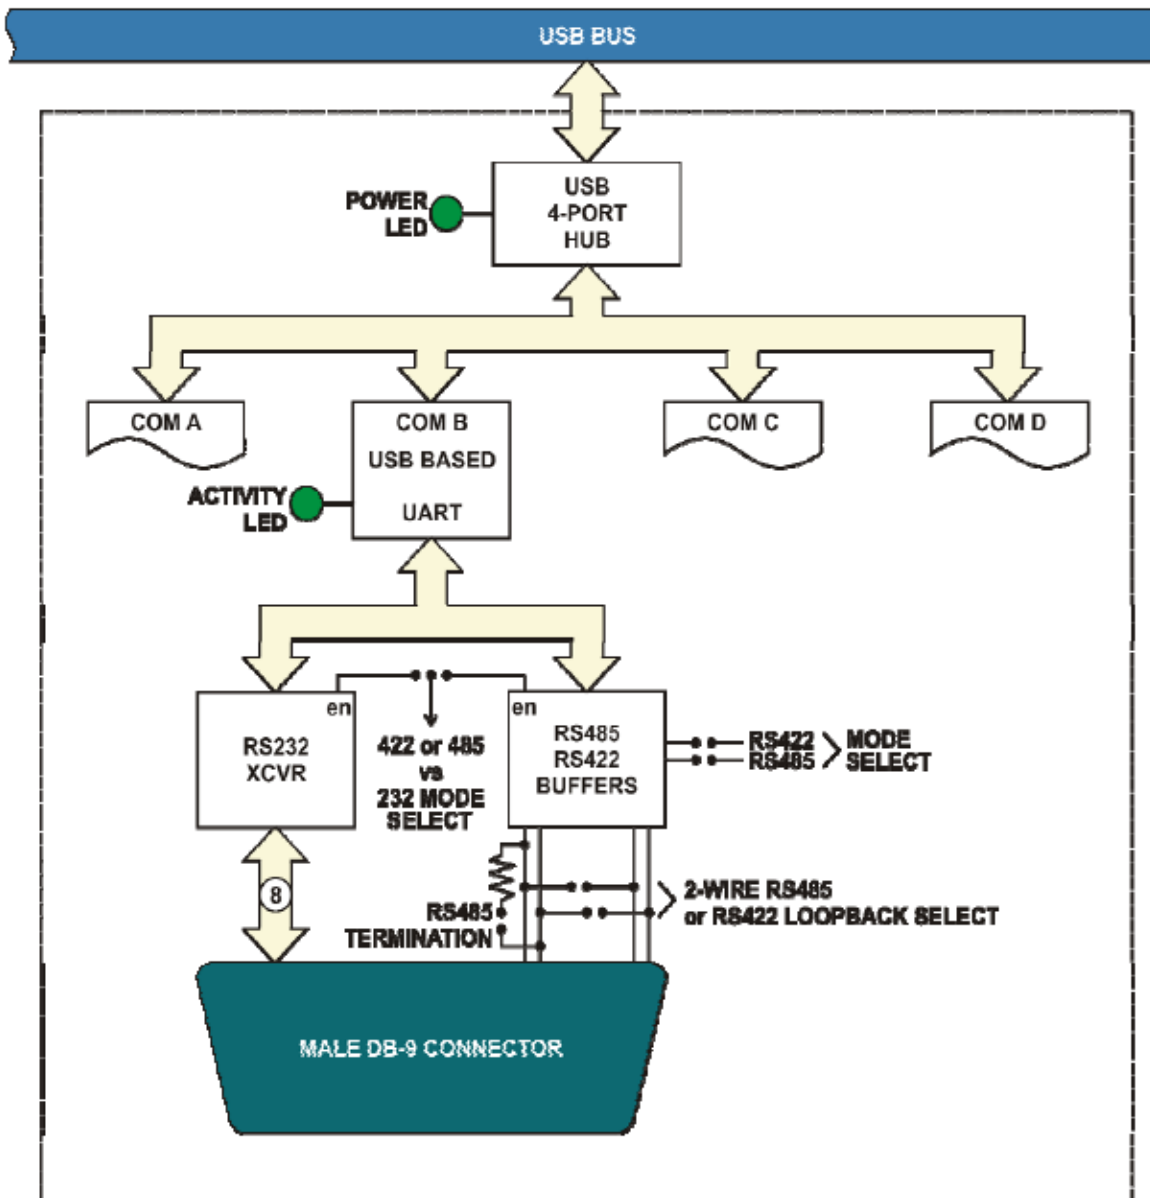 USB BUS
USB
4-PORT
HUB
POWER
LED
COM A
COM B
USB BASED
UART
COM C
COM D
ACTIVITY
LED
en
RS232
XCVR
422 or 485
vs
232 MODE
SELECT
en
RS485
RS422
BUFFERS
RS422
RS485
MODE
SELECT
8
RS485
TERMINATION
2-WIRE RS485
or RS422 LOOPBACK SELECT
MALE DB-9 CONNECTOR